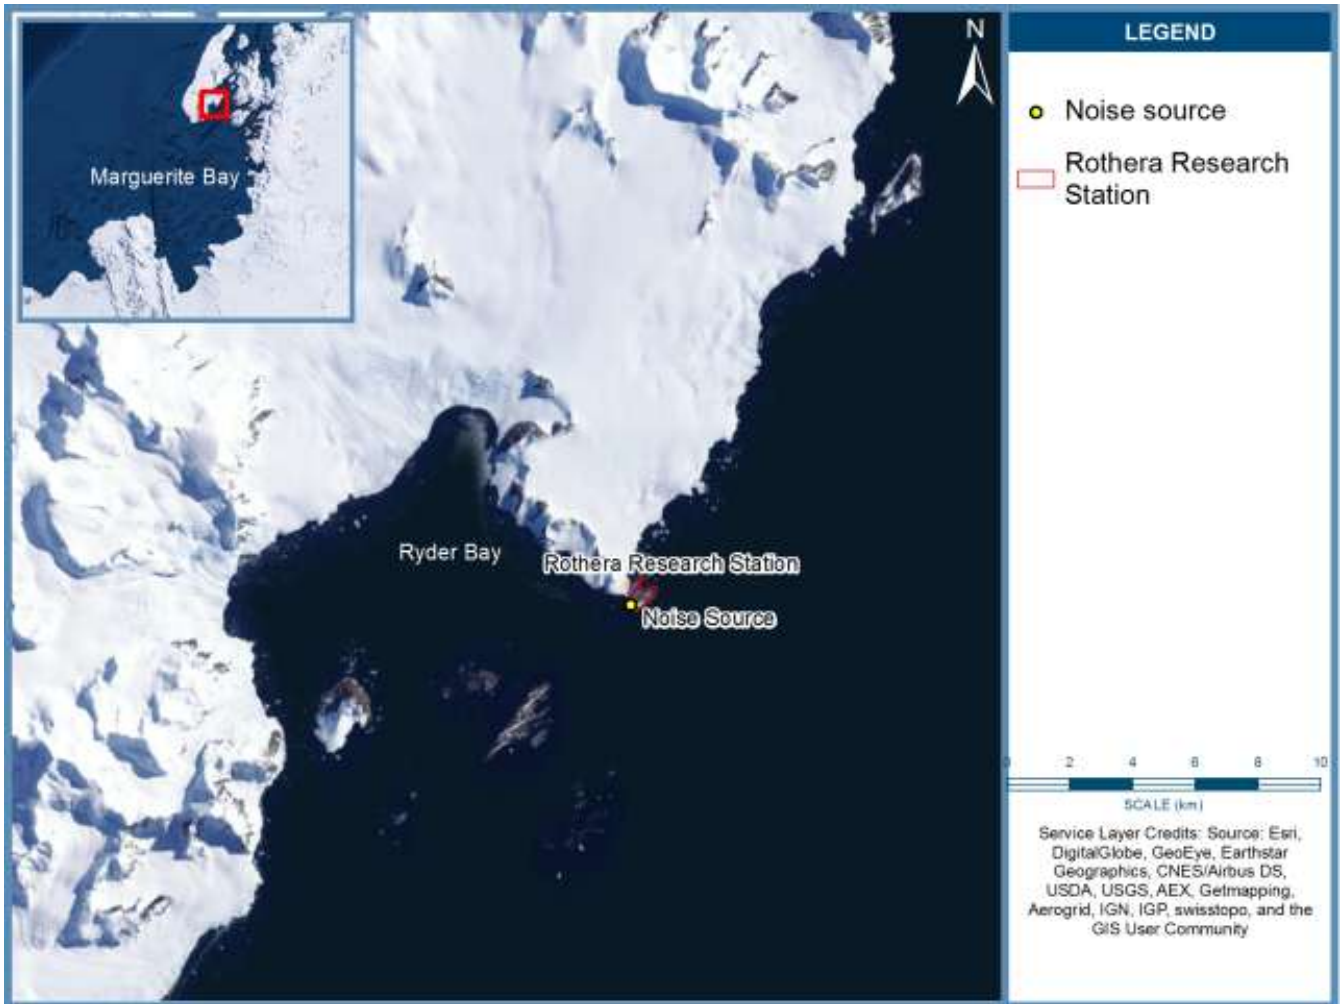 Marguerite Bay
N
Ryder Bay
Rothera Research Station
Noise Source
LEGEND
Noise source
Rothera Research
Station
0 2 4 6 8 10
SCALE (km)
Service Layer Credits: Source: Esri,
DigitalGlobe, GeoEye, Earthstar
Geographics, CNES/Airbus DS,
USDA, USGS, AEX, Getmapping,
Aerogrid, IGN, IGP, swisstopo, and the
GIS User Community